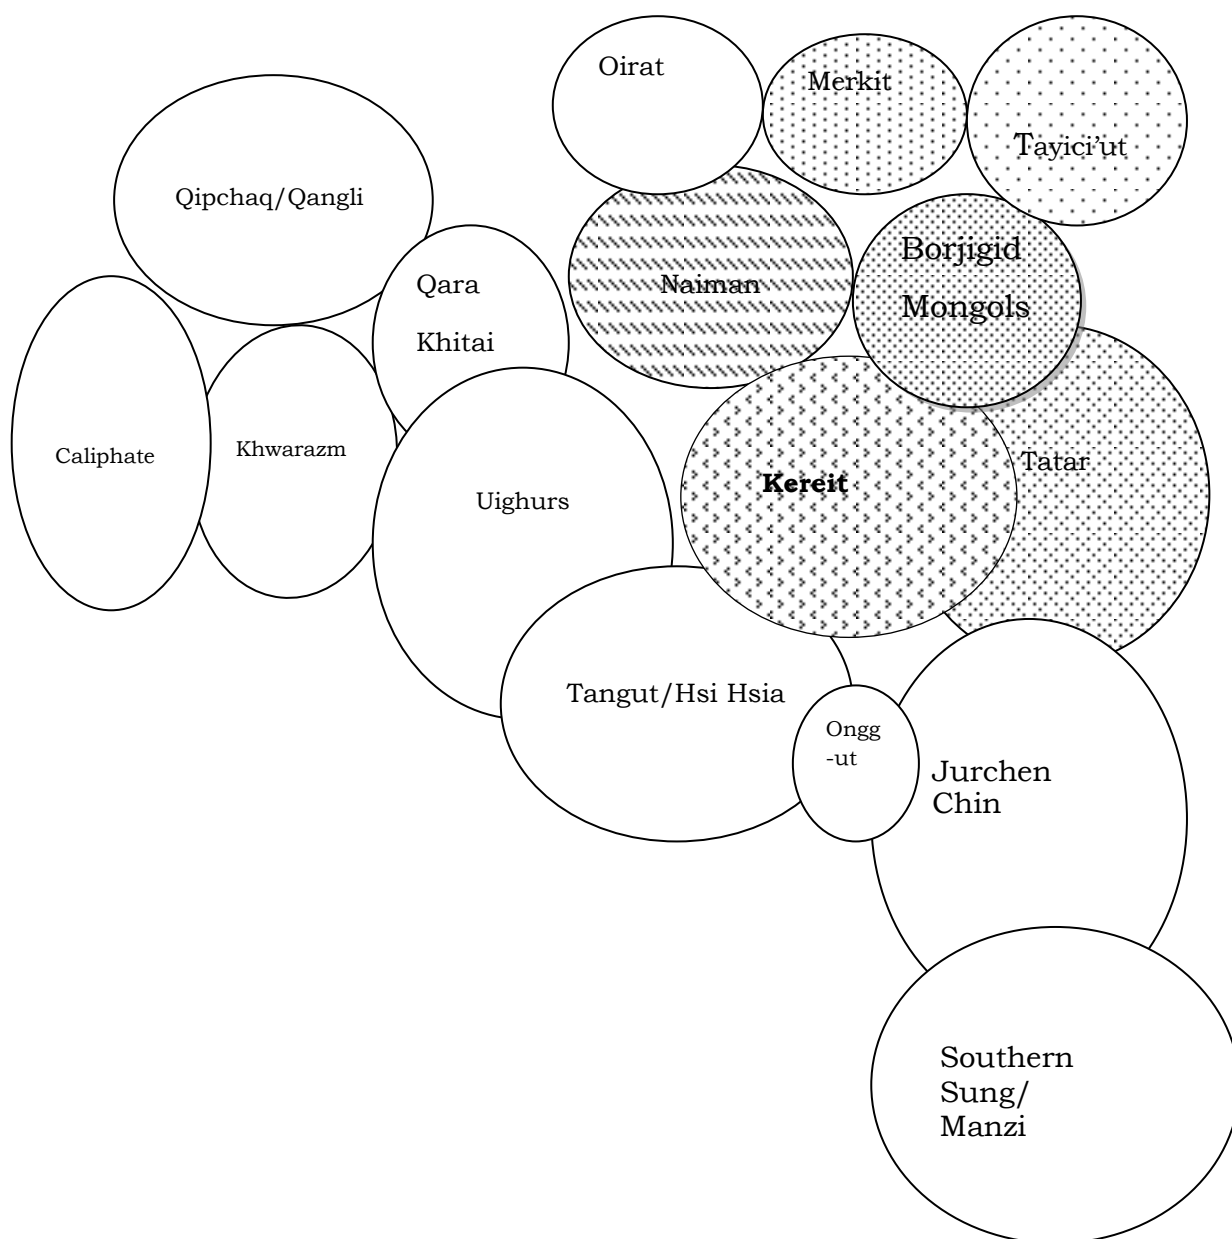 Oirat
Merkit
Tayici’ut
Qipchaq/Qangli
Borjigid
Mongols
Qara
Khitai
Naiman
Caliphate
Khwarazm
Uighurs
Kereit
Tatar
Tangut/Hsi Hsia
Ongg
-ut
Jurchen
Chin
Southern
Sung/
Manzi